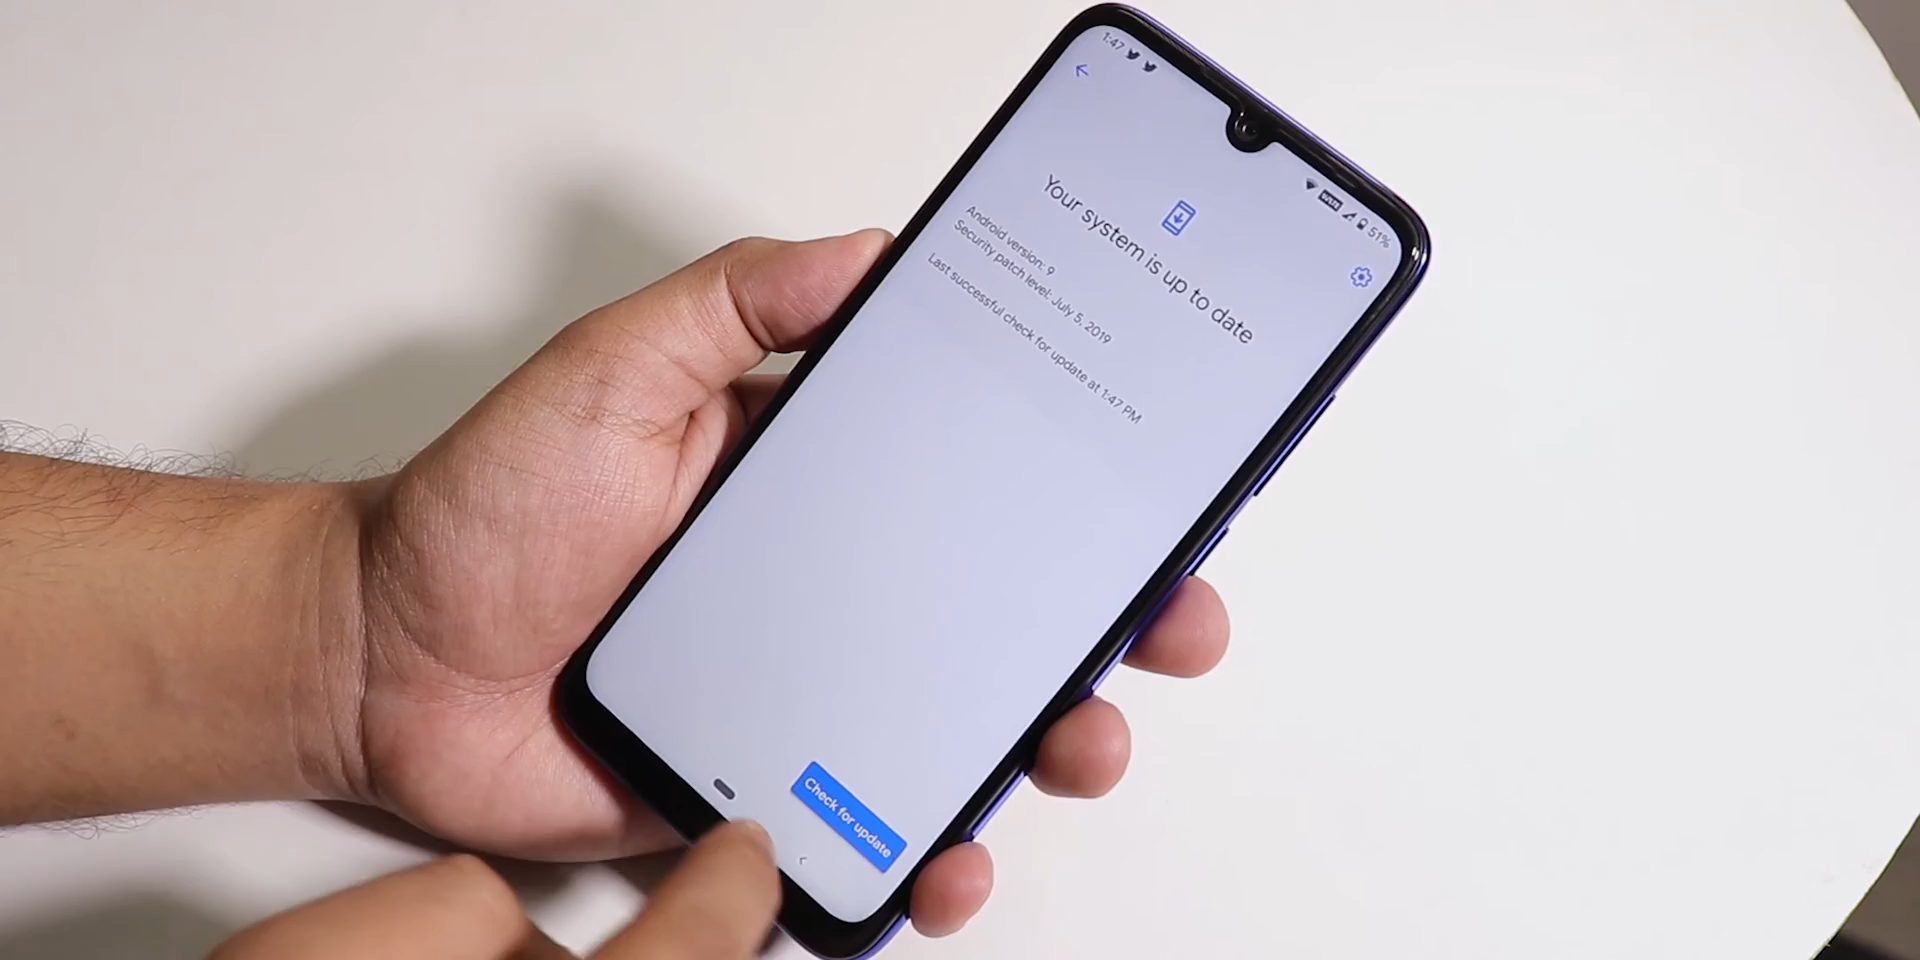 1:47
VoLTE
51%
Your system is up to date
Android version: 9
Security patch level: July 5, 2019
Last successful check for update at 1:47 PM
Check for update